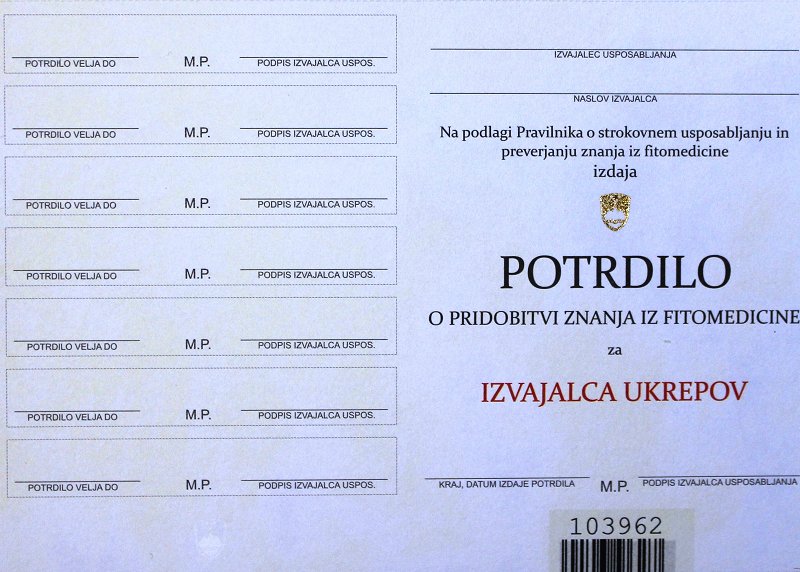 POTRDILO VELJA DO M.P. PODPIS IZVAJALCA USPOS.
POTRDILO VELJA DO M.P. PODPIS IZVAJALCA USPOS.
POTRDILO VELJA DO M.P. PODPIS IZVAJALCA USPOS.
POTRDILO VELJA DO M.P. PODPIS IZVAJALCA USPOS.
POTRDILO VELJA DO M.P. PODPIS IZVAJALCA USPOS.
POTRDILO VELJA DO M.P. PODPIS IZVAJALCA USPOS.
POTRDILO VELJA DO M.P. PODPIS IZVAJALCA USPOS.
IZVAJALEC USPOSABLJANJA
NASLOV IZVAJALCA
Na podlagi Pravilnika o strokovnem usposabljanju in
preverjanju znanja iz fitomedicine
izdaja
POTRDILO
O PRIDOBITVI ZNANJA IZ FITOMEDICINE
za
IZVAJALCA UKREPOV
KRAJ, DATUM IZDAJE POTRDILA M.P. PODPIS IZVAJALCA USPOSABLJANJA
103962